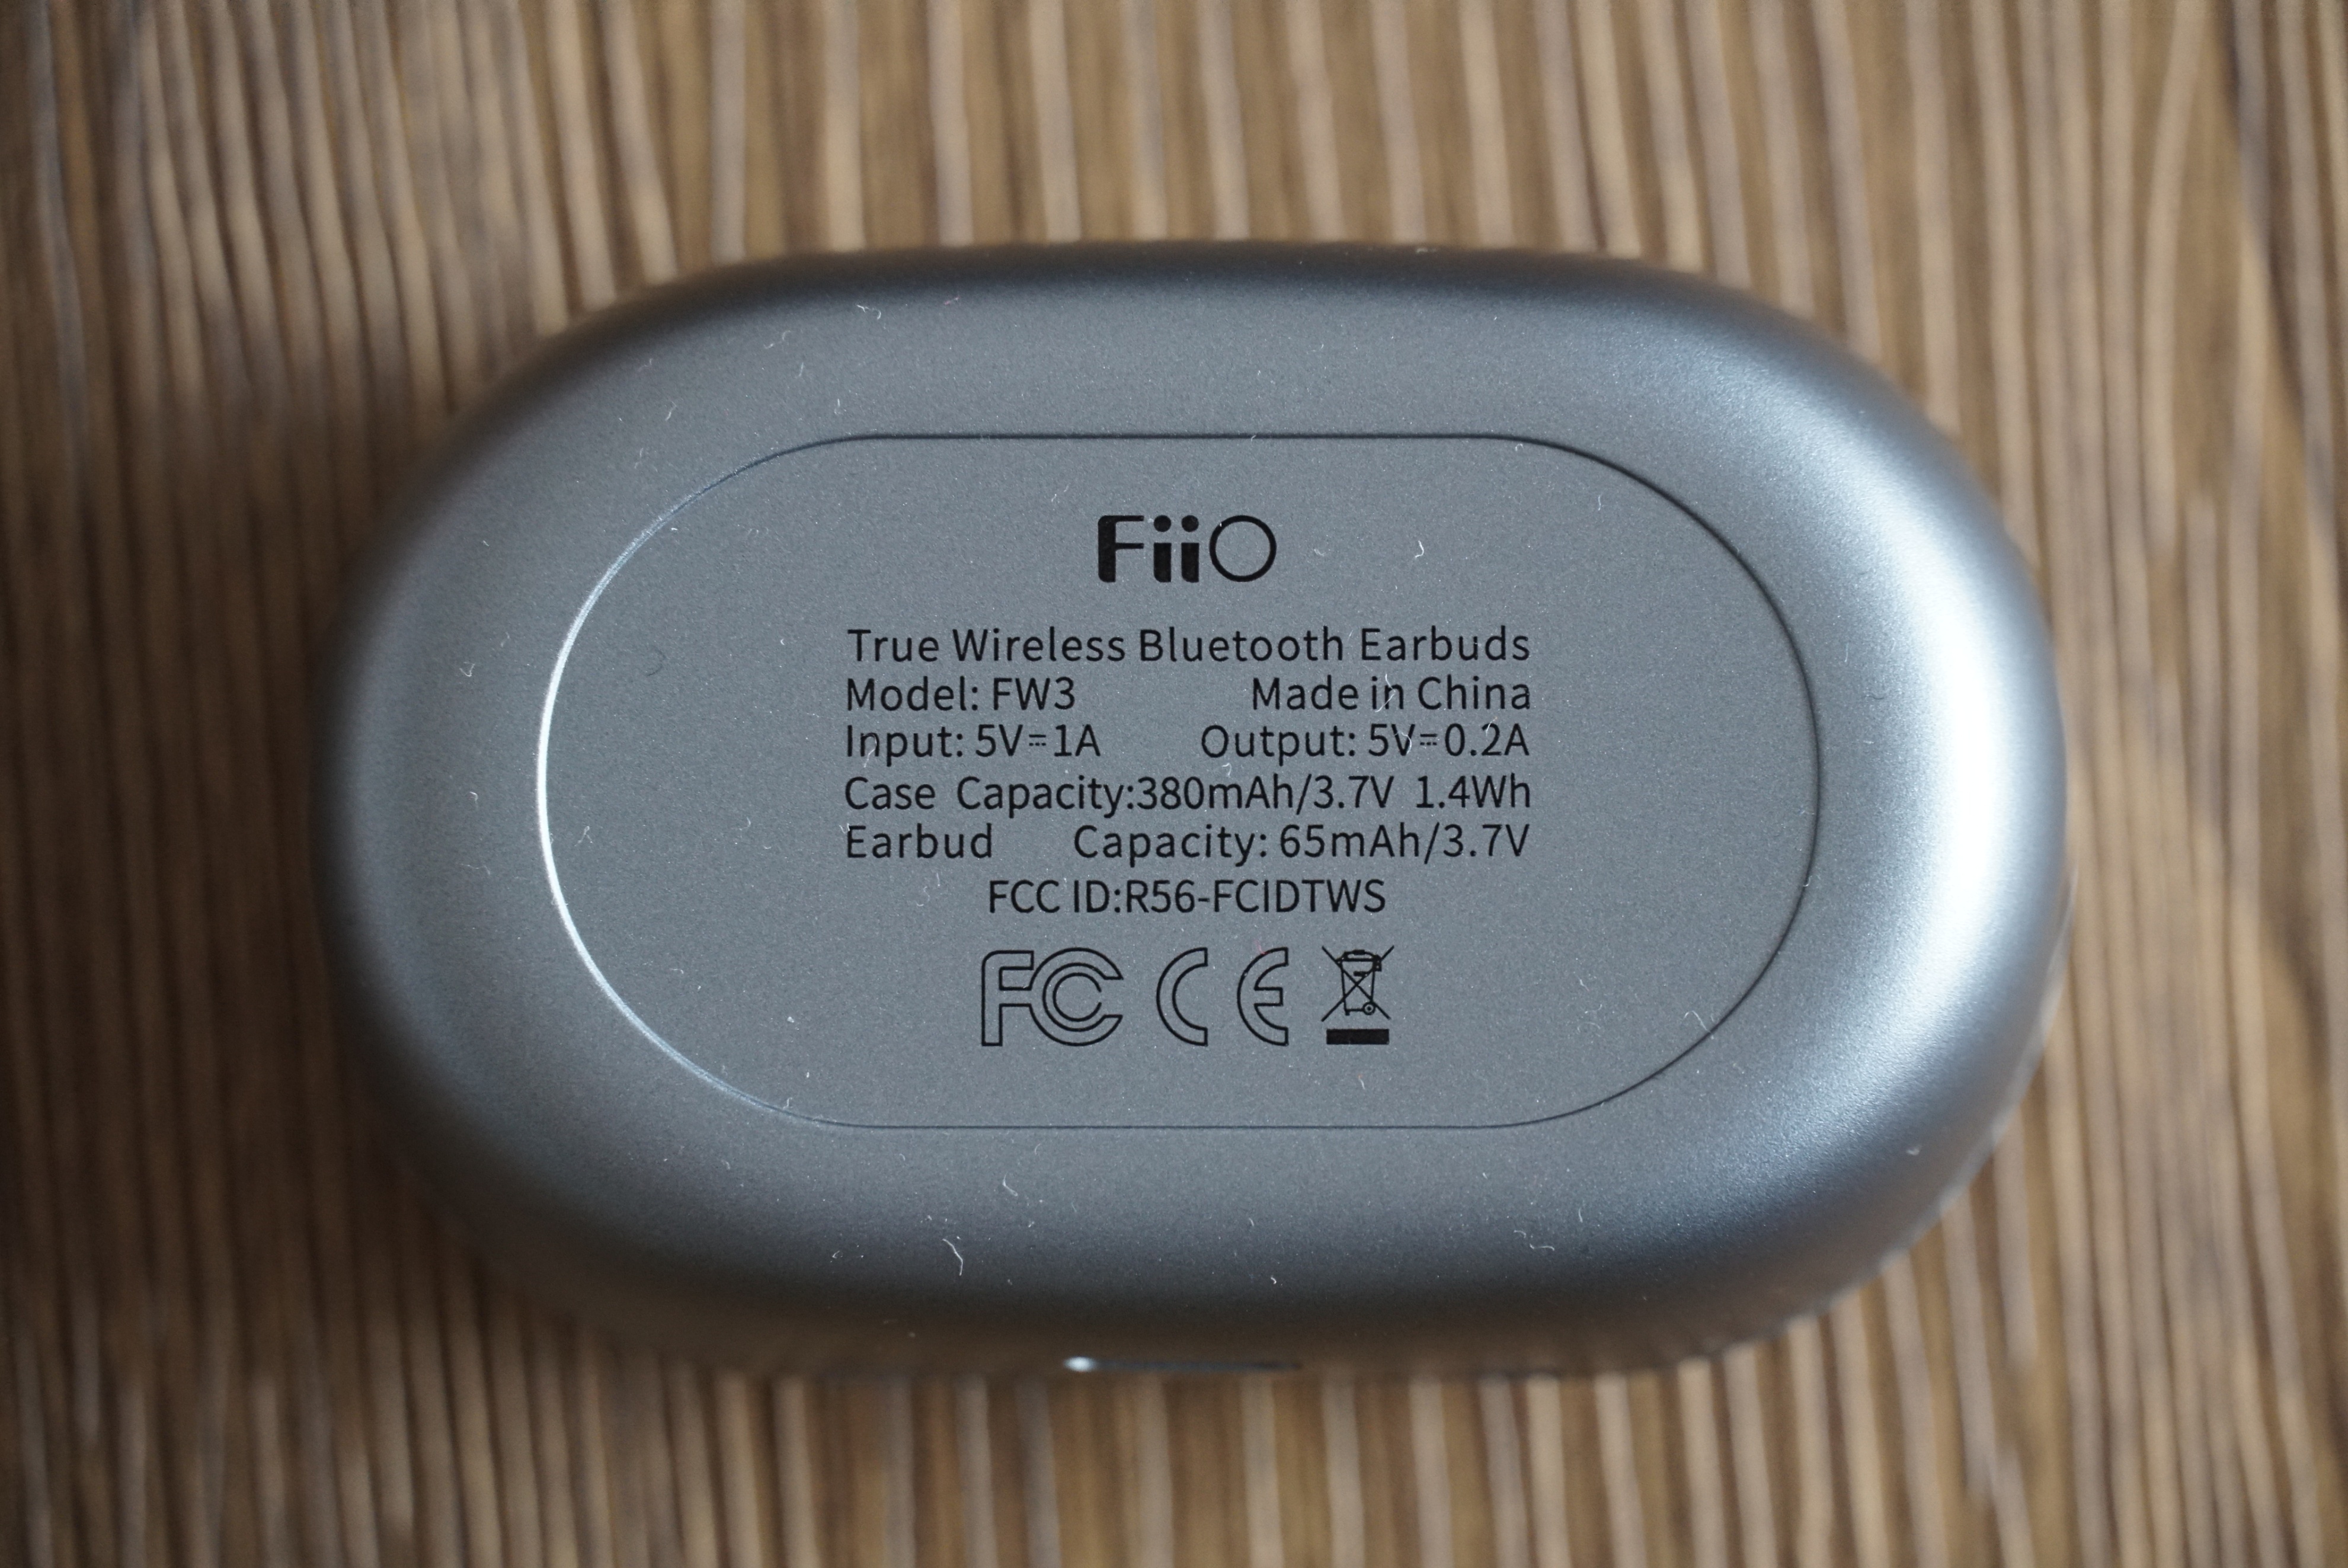 FiiO
True Wireless Bluetooth Earbuds
Model: FW3 Made in China
Input: 5V⎓1A Output: 5V⎓0.2A
Case Capacity:380mAh/3.7V 1.4Wh
Earbud Capacity: 65mAh/3.7V
FCC ID:R56-FCIDTWS
FC CE